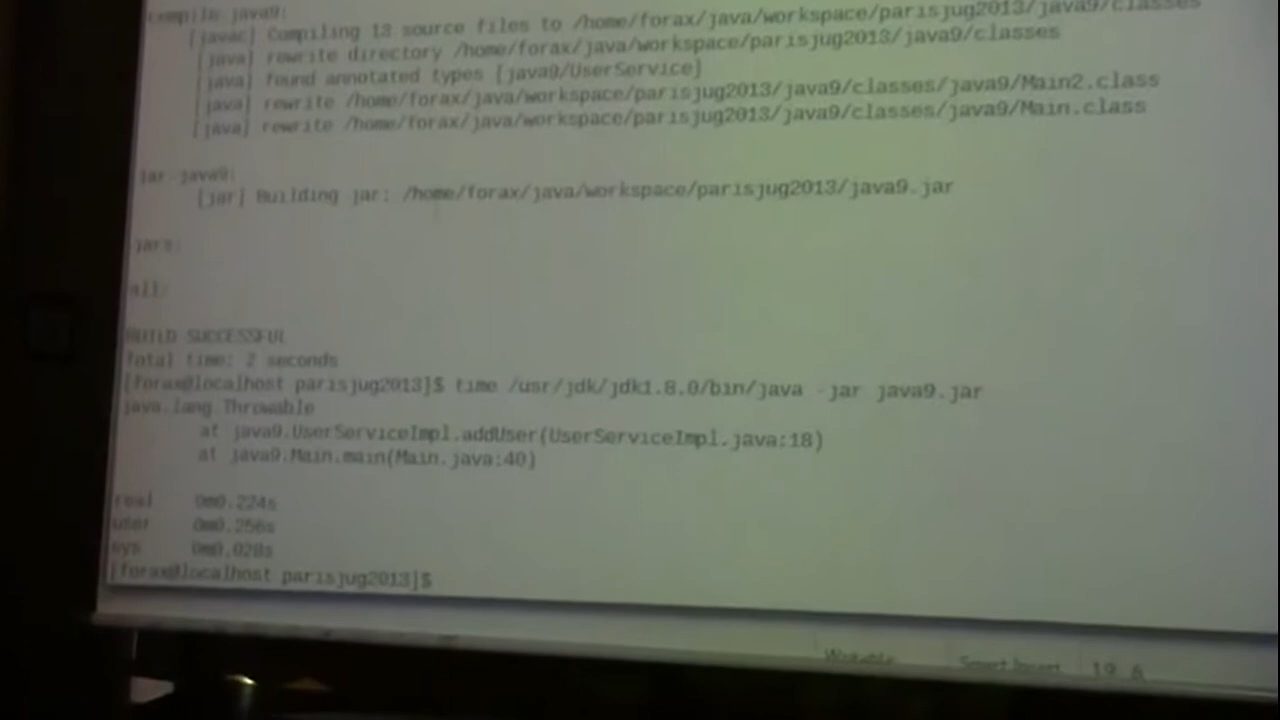 compile java9:
[javac] Compiling 13 source files to /home/forax/java/workspace/parisjug2013/java9/classes
[java] rewrite directory /home/forax/java/workspace/parisjug2013/java9/classes
[java] found annotated types [java9/UserService]
[java] rewrite /home/forax/java/workspace/parisjug2013/java9/classes/java9/Main2.class
[java] rewrite /home/forax/java/workspace/parisjug2013/java9/classes/java9/Main.class
jar-java9:
[jar] Building jar: /home/forax/java/workspace/parisjug2013/java9.jar
jars:
all:
BUILD SUCCESSFUL
Total time: 2 seconds
[forax@localhost parisjug2013]$ time /usr/jdk/jdk1.8.0/bin/java -jar java9.jar
java.lang.Throwable
at java9.UserServiceImpl.addUser(UserServiceImpl.java:18)
at java9.Main.main(Main.java:40)
real 0m0.224s
user 0m0.256s
sys 0m0.028s
[forax@localhost parisjug2013]$
Writable Smart Insert 19 : 6